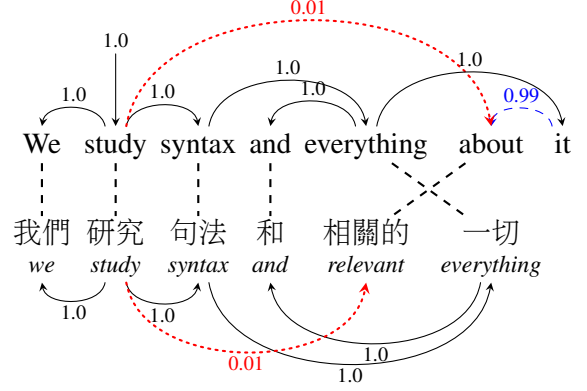 0.01
1.0
1.0 1.0 1.0 1.0 1.0 0.99
We study syntax and everything about it
我們 研究 句法 和 相關的 一切
we study syntax and relevant everything
1.0 1.0 0.01 1.0 1.0